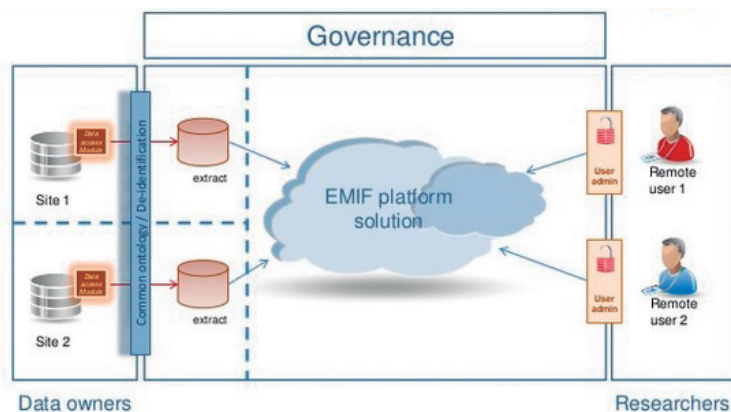 Governance
Data
access
Module
Site 1
Common ontology / De-identification
extract
EMIF platform
solution
User
admin
Remote
user 1
Data
access
Module
Site 2
extract
User
admin
Remote
user 2
Data owners
Researchers